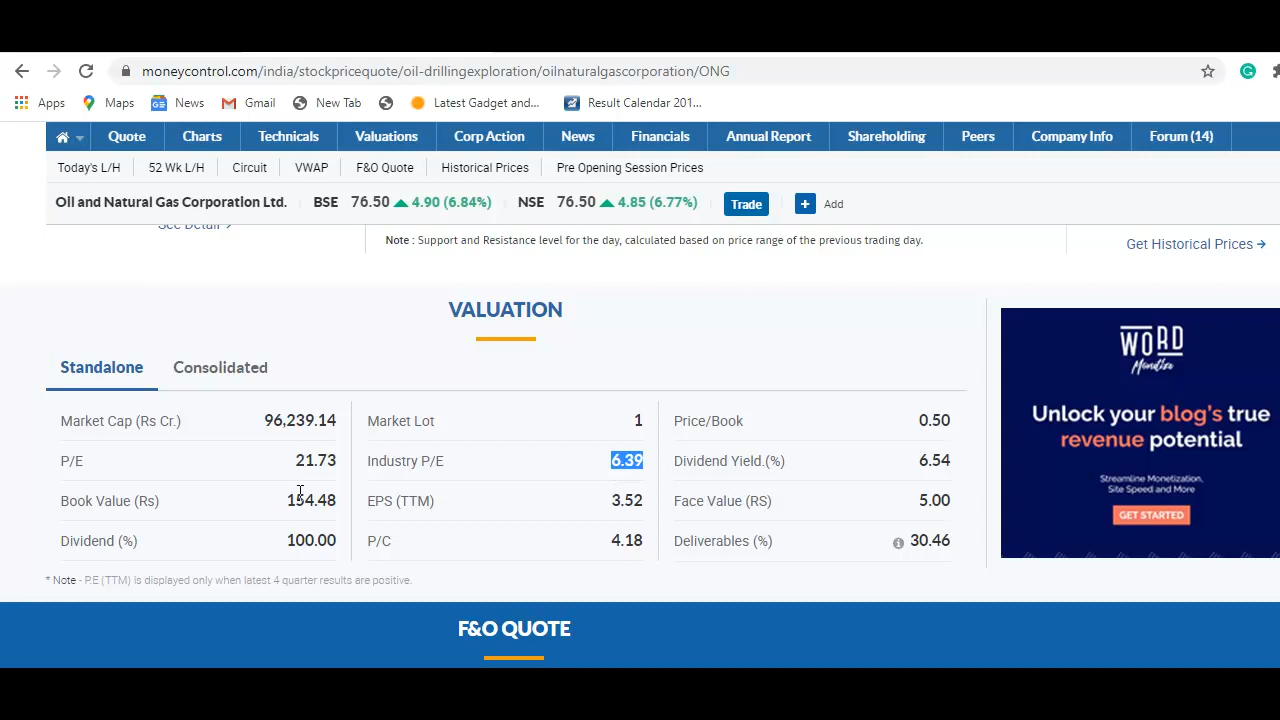 moneycontrol.com/india/stockpricequote/oil-drillingexploration/oilnaturalgascorporation/ONG
Apps Maps News Gmail New Tab Latest Gadget and... Result Calendar 201...
Quote Charts Technicals Valuations Corp Action News Financials Annual Report Shareholding Peers Company Info Forum (14)
Today's L/H 52 Wk L/H Circuit VWAP F&O Quote Historical Prices Pre Opening Session Prices
Oil and Natural Gas Corporation Ltd. BSE 76.50 4.90 (6.84%) NSE 76.50 4.85 (6.77%) Trade + Add
See Detail
Note : Support and Resistance level for the day, calculated based on price range of the previous trading day.
Get Historical Prices
VALUATION
Standalone Consolidated
Market Cap (Rs Cr.) 96,239.14 Market Lot 1 Price/Book 0.50
P/E 21.73 Industry P/E 6.39 Dividend Yield.(%) 6.54
Book Value (Rs) 154.48 EPS (TTM) 3.52 Face Value (RS) 5.00
Dividend (%) 100.00 P/C 4.18 Deliverables (%) 30.46
* Note - P.E (TTM) is displayed only when latest 4 quarter results are positive.
WORD
Monetize
Unlock your blog's true
revenue potential
Streamline Monetization,
Site Speed and More
GET STARTED
F&O QUOTE